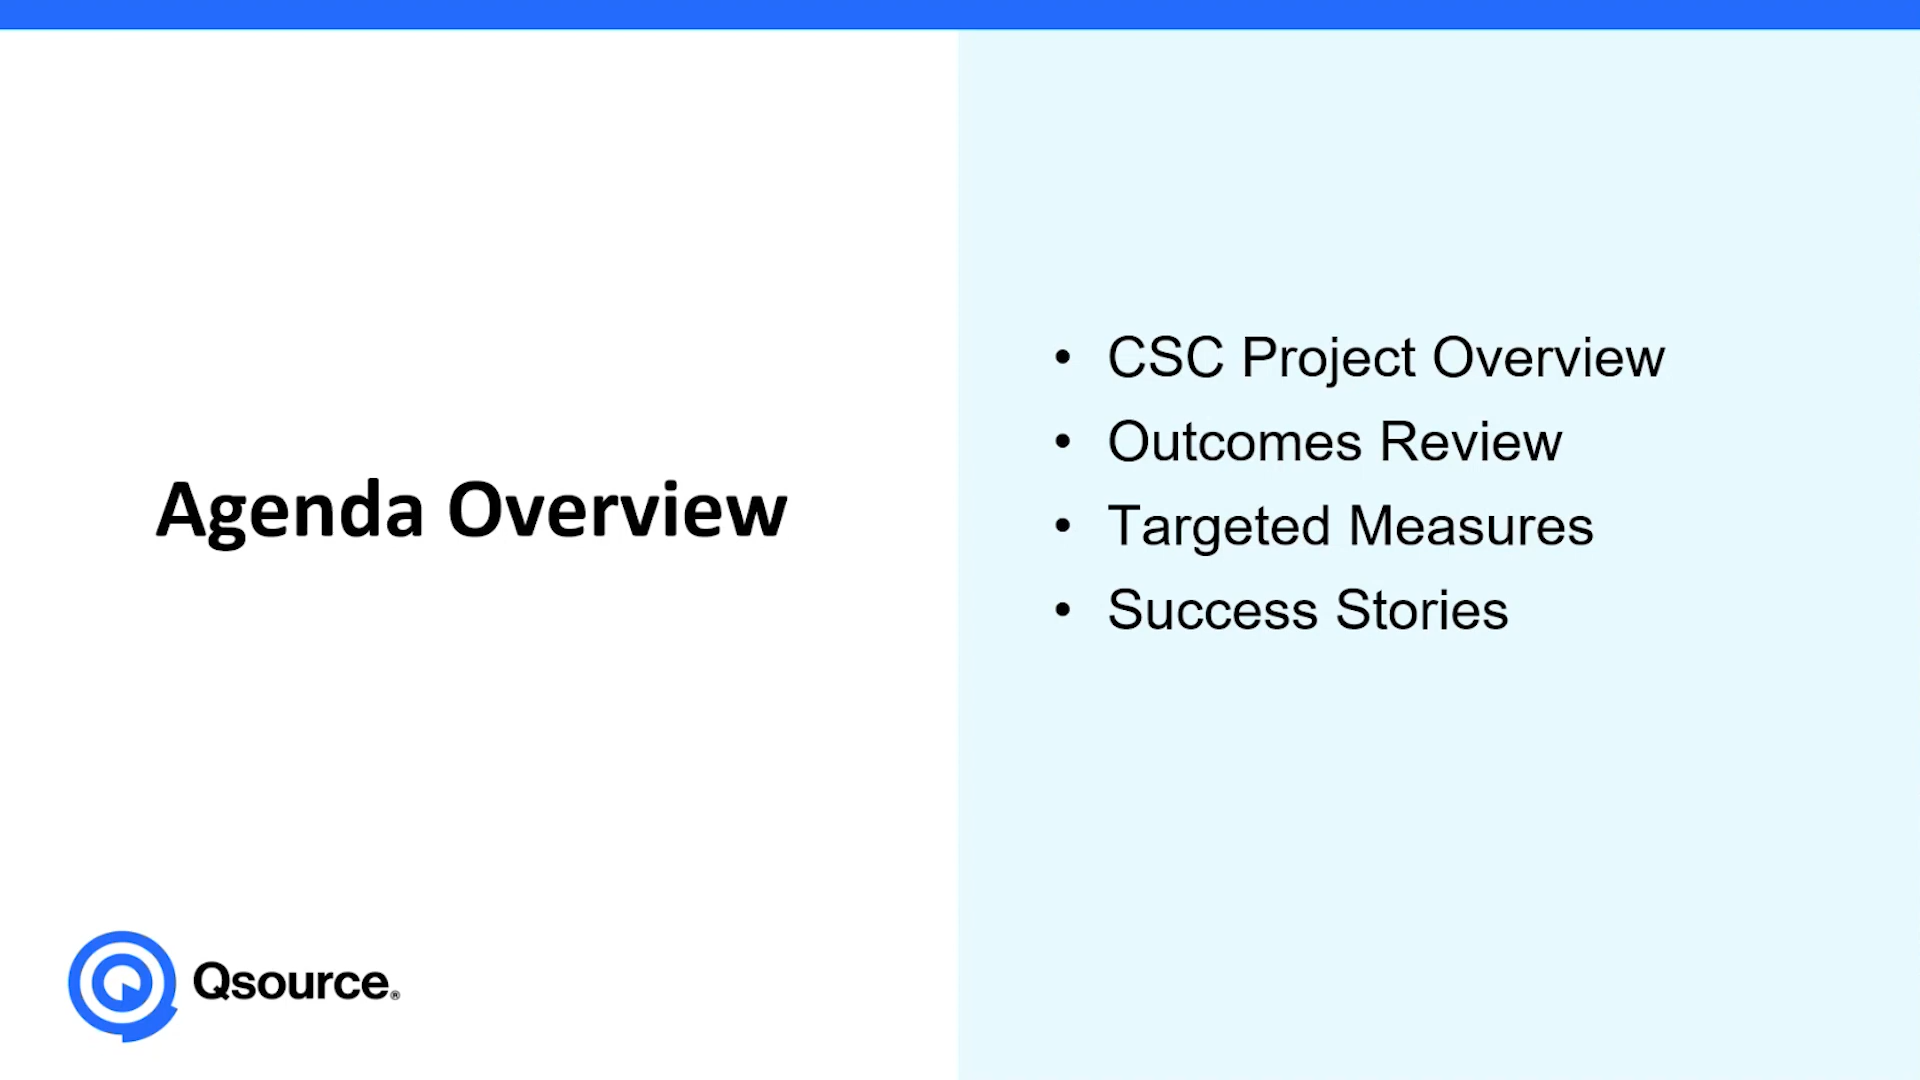 Agenda Overview
• CSC Project Overview
• Outcomes Review
• Targeted Measures
• Success Stories
Qsource®